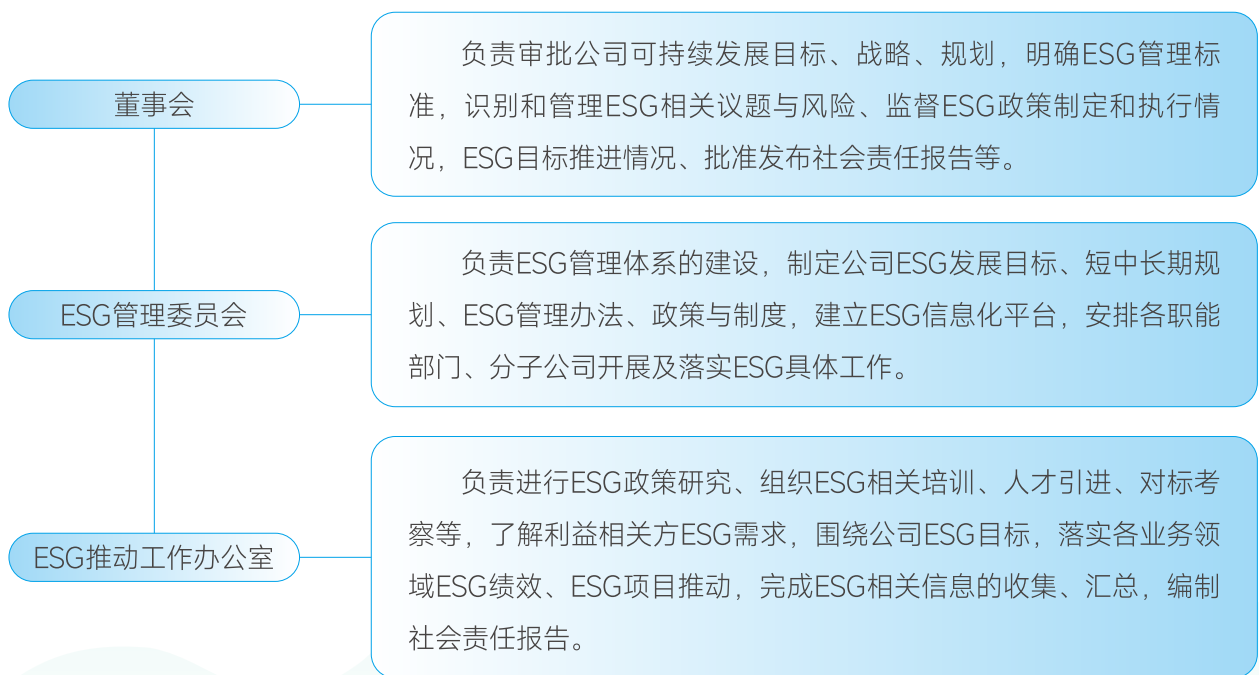 董事会
负责审批公司可持续发展目标、战略、规划，明确ESG管理标
准，识别和管理ESG相关议题与风险、监督ESG政策制定和执行情
况，ESG目标推进情况、批准发布社会责任报告等。
ESG管理委员会
负责ESG管理体系的建设，制定公司ESG发展目标、短中长期规
划、ESG管理办法、政策与制度，建立ESG信息化平台，安排各职能
部门、分子公司开展及落实ESG具体工作。
ESG推动工作办公室
负责进行ESG政策研究、组织ESG相关培训、人才引进、对标考
察等，了解利益相关方ESG需求，围绕公司ESG目标，落实各业务领
域ESG绩效、ESG项目推动，完成ESG相关信息的收集、汇总，编制
社会责任报告。